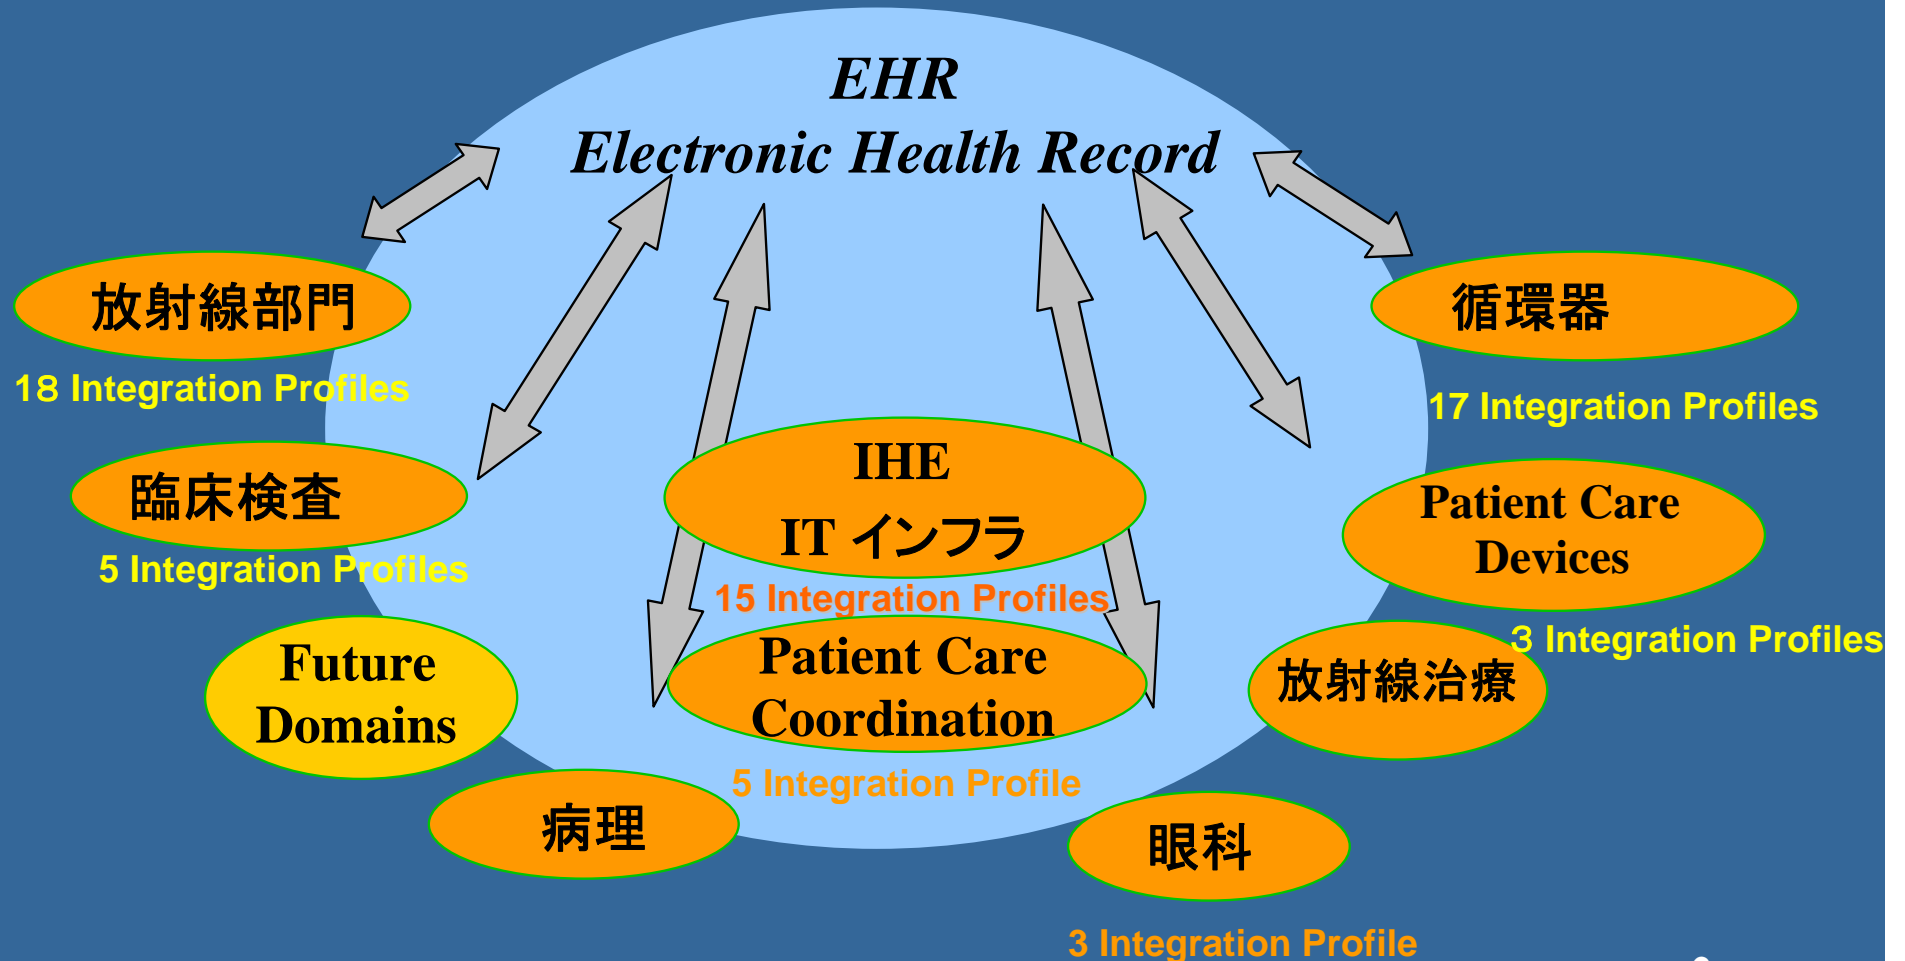 EHR
Electronic Health Record
放射線部門
18 Integration Profiles
循環器
17 Integration Profiles
臨床検査
5 Integration Profiles
IHE
IT インフラ
15 Integration Profiles
Patient Care
Devices
3 Integration Profiles
Future
Domains
Patient Care
Coordination
5 Integration Profile
放射線治療
病理
眼科
3 Integration Profile